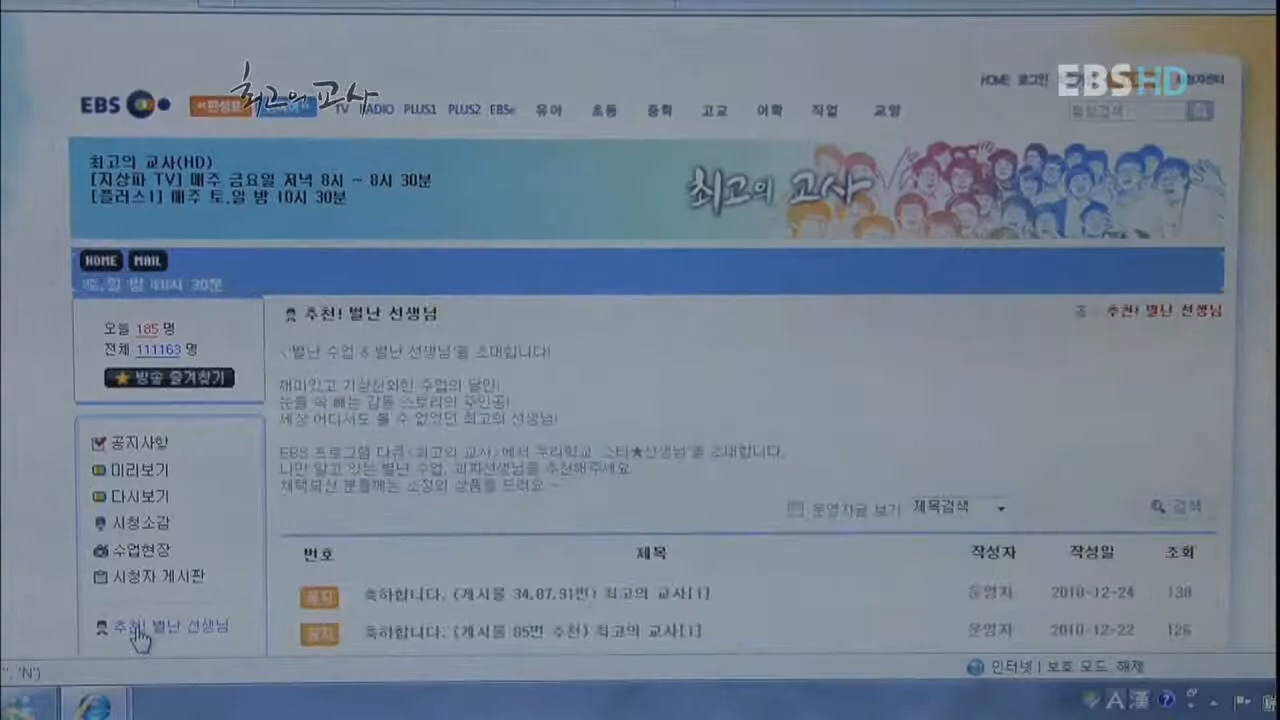 최고의 교사
EBS HD
EBS
HOME 로그인
TV RADIO PLUS1 PLUS2 EBSe 유아 초등 중학 고교 어학 직업 교양
통합검색
최고의 교사(HD)
[지상파 TV] 매주 금요일 저녁 8시 ~ 8시 30분
[플러스1] 매주 토.일 밤 10시 30분
최고의 교사
HOME MAIL
토.일 밤 10시 30분
오늘 185 명
전체 111163 명
★ 방송 즐겨찾기
추천! 별난 선생님
홈 > 추천! 별난 선생님
<'별난 수업 & 별난 선생님'을 초대합니다!
재미있고 기상천외한 수업의 달인!
눈물 쏙 빼는 감동 스토리의 주인공!
세상 어디서도 볼 수 없었던 최고의 선생님!
EBS 프로그램 다큐<최고의 교사>에서 우리학교 '스타★선생님'을 초대합니다.
나만 알고 있는 별난 수업, 괴짜선생님을 추천해주세요
채택되신 분들께는 소정의 상품을 드려요 ~
운영자글 보기 제목검색 검색
번호 제목 작성자 작성일 조회
공지 축하합니다. (게시물 34,87,91번) 최고의 교사[1] 운영자 2010-12-24 138
공지 축하합니다. (게시물 85번 추천) 최고의 교사[1] 운영자 2010-12-22 126
공지사항
미리보기
다시보기
시청소감
수업현장
시청자 게시판
추천! 별난 선생님
'', 'N')
인터넷 | 보호 모드: 해제
A 漢